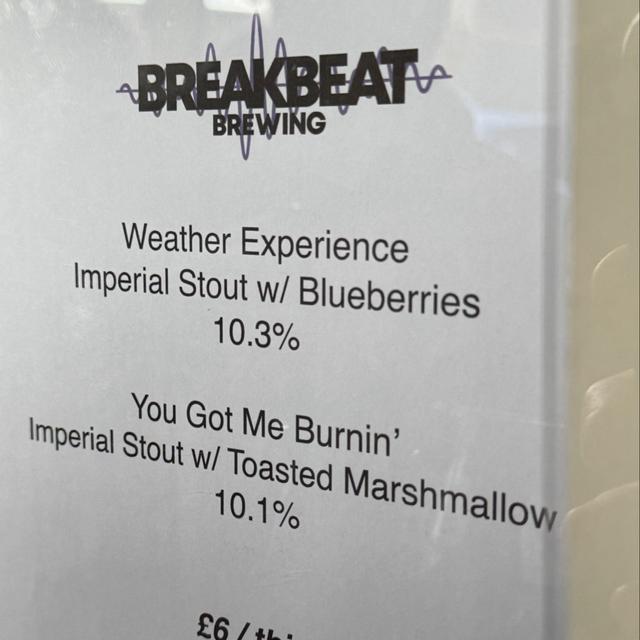 BREAKBEAT
BREWING
Weather Experience
Imperial Stout w/ Blueberries
10.3%
You Got Me Burnin’
Imperial Stout w/ Toasted Marshmallow
10.1%
£6 /